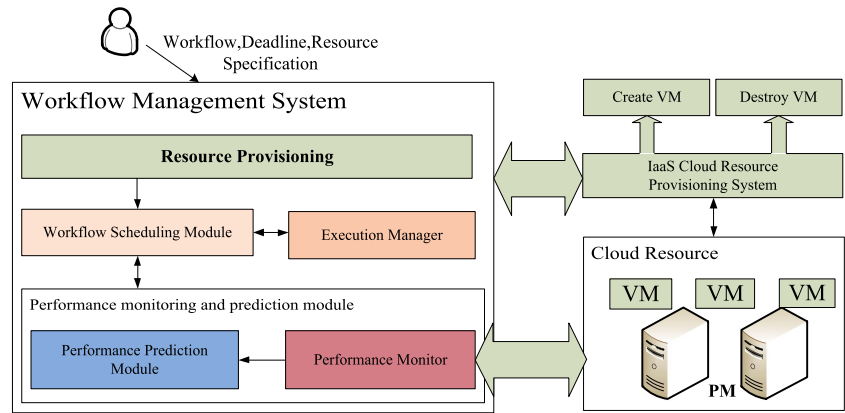 Workflow,Deadline,Resource
Specification
Workflow Management System
Resource Provisioning
Workflow Scheduling Module
Execution Manager
Performance monitoring and prediction module
Performance Prediction
Module
Performance Monitor
Create VM
Destroy VM
IaaS Cloud Resource
Provisioning System
Cloud Resource
VM
VM
VM
PM